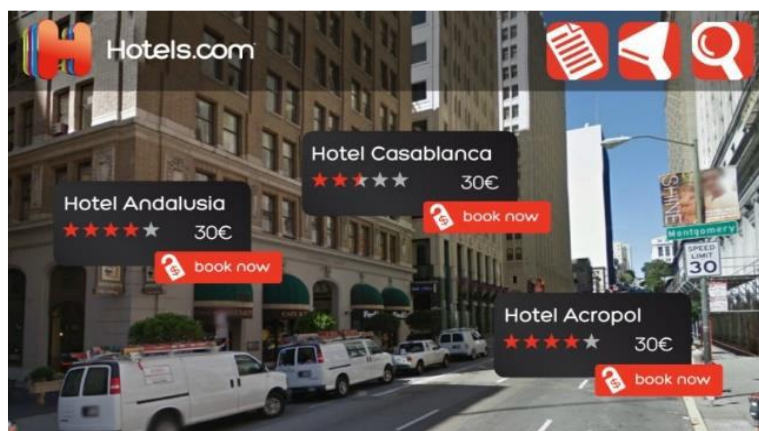 Hotels.com
Hotel Casablanca
30€
book now
Hotel Andalusia
30€
book now
SHINE
Montgomery
SPEED
LIMIT
30
Hotel Acropol
30€
book now